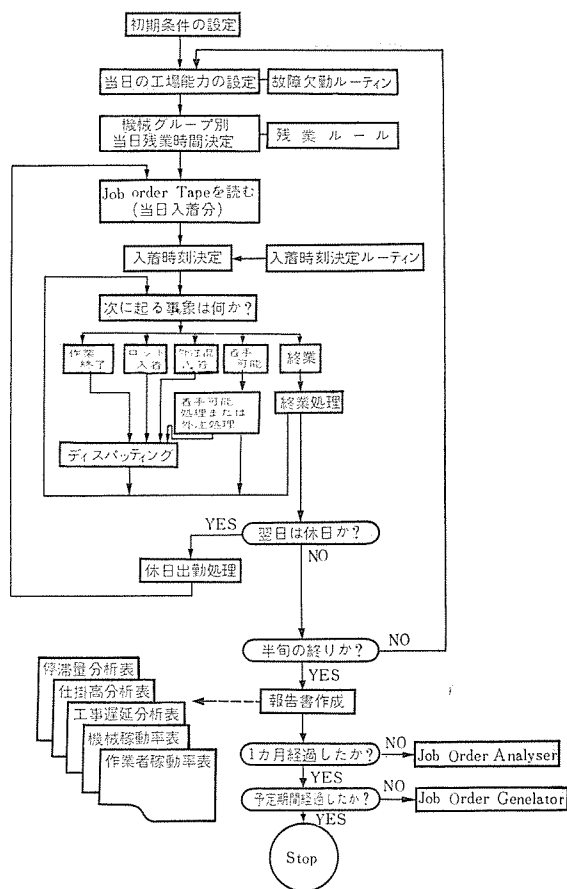 初期条件の設定
当日の工場能力の設定
故障欠勤ルーティン
機械グループ別
当日残業時間決定
残業ルール
Job order Tapeを読む
(当日入着分)
入着時刻決定
入着時刻決定ルーティン
次に起る事象は何か?
作業
終了
ロット
入着
外注品
入着
着手
可能
終業
着手可能
処理または
外注処理
終業処理
ディスパッティング
YES
翌日は休日か?
NO
休日出勤処理
半旬の終りか?
NO
YES
停滞量分析表
仕掛高分析表
工事遅延分析表
機械稼動率表
作業者稼動率表
報告書作成
1カ月経過したか?
NO
Job Order Analyser
YES
予定期間経過したか?
NO
Job Order Genelator
YES
Stop